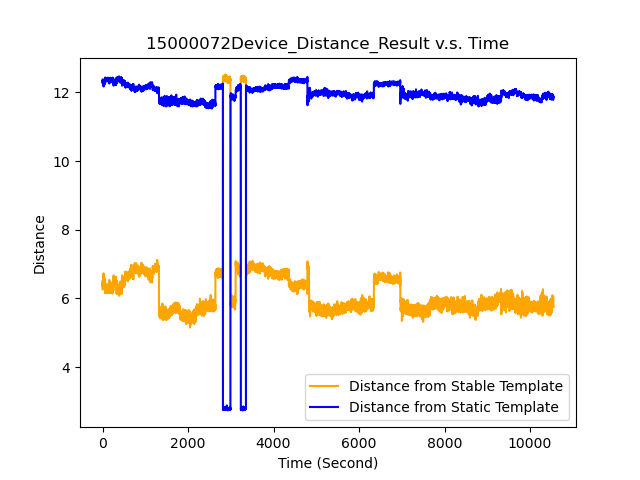 15000072Device_Distance_Result v.s. Time
Distance
12
10
8
6
4
0
2000
4000
6000
8000
10000
Time (Second)
Distance from Stable Template
Distance from Static Template